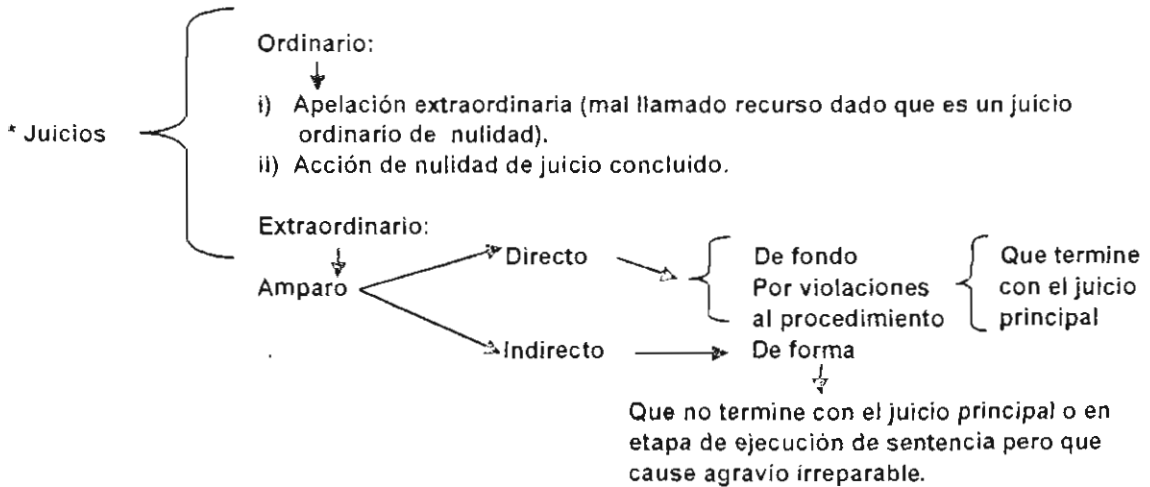 Ordinario:
i) Apelación extraordinaria (mal llamado recurso dado que es un juicio
ordinario de nulidad).
* Juicios
ii) Acción de nulidad de juicio concluido.
Extraordinario:
Amparo
Directo
De fondo
Por violaciones
al procedimiento
Que termine
con el juicio
principal
Indirecto
De forma
Que no termine con el juicio principal o en
etapa de ejecución de sentencia pero que
cause agravio irreparable.